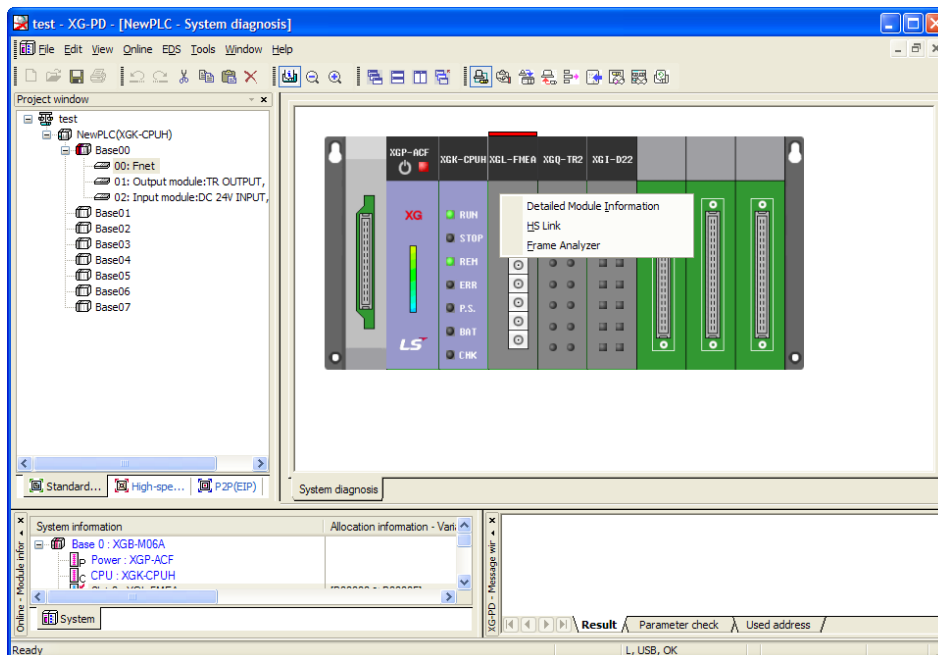 test - XG-PD - [NewPLC - System diagnosis]
File Edit View Online EDS Tools Window Help
Project window
test
NewPLC(XGK-CPUH)
Base00
00: Fnet
01: Output module:TR OUTPUT,
02: Input module:DC 24V INPUT,
Base01
Base02
Base03
Base04
Base05
Base06
Base07
Standard...
High-spe...
P2P(EIP)
XGP-ACF
XGK-CPUH
XGL-FMEA
XGQ-TR2
XGI-D22
XG
RUN
STOP
REM
ERR
P.S.
BAT
CHK
LS
Detailed Module Information
HS Link
Frame Analyzer
System diagnosis
Online - Module infor
System information
Allocation information - Vari
Base 0 : XGB-M06A
Power : XGP-ACF
CPU : XGK-CPUH
System
XG-PD - Message wir
Result
Parameter check
Used address
Ready
L, USB, OK